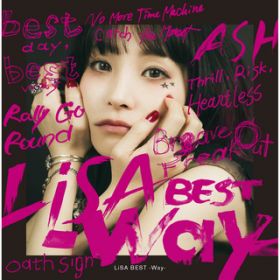 best day, best way
No More Time Machine
Catch the Moment
ASH
Thrill, Risk, Heartless
Rally Go Round
Brave Freak Out
LiSA BEST
Way
LiSA BEST -Way-
oath sign